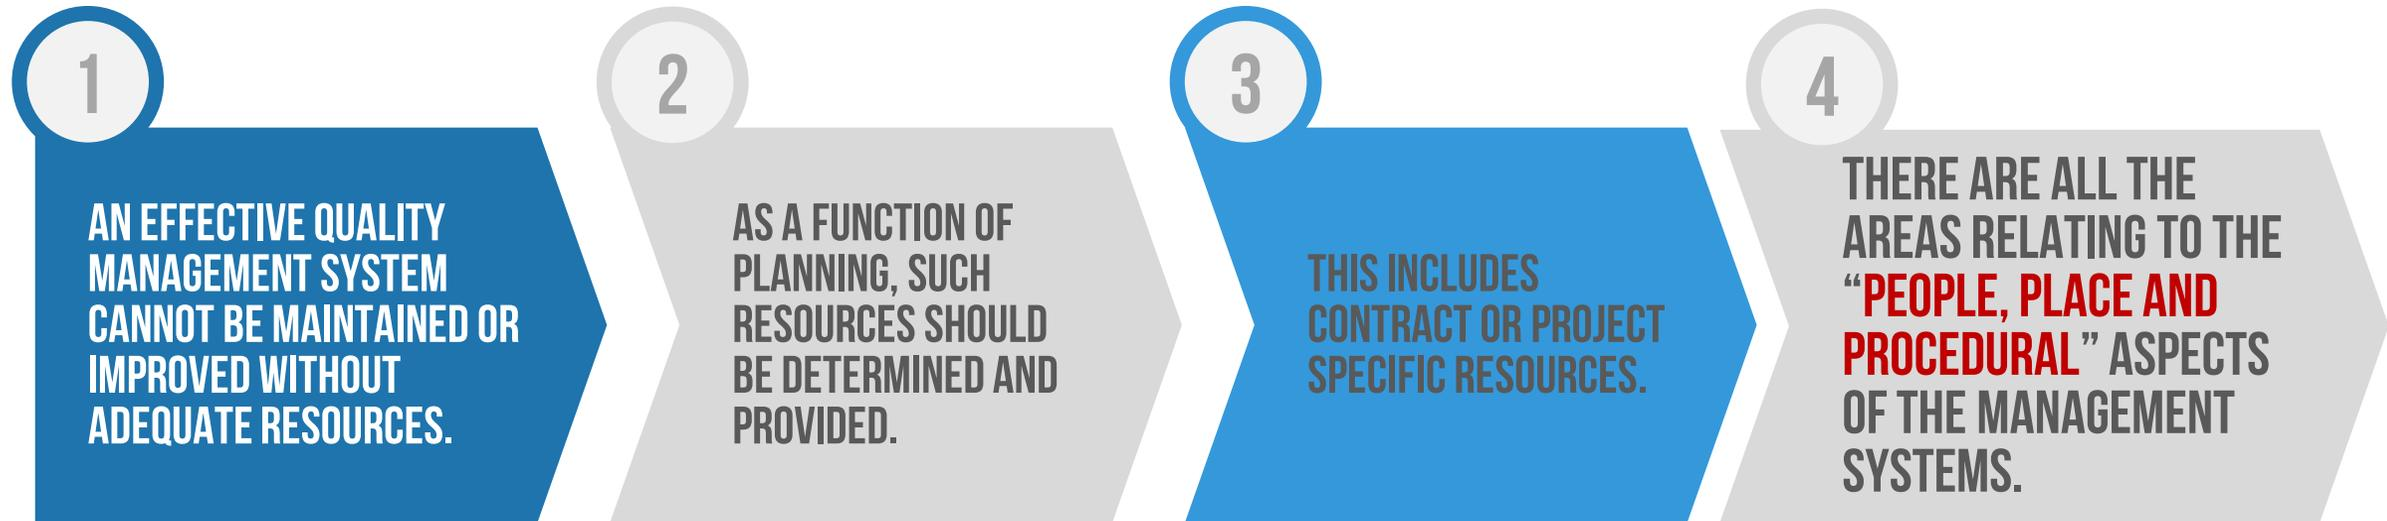 1
AN EFFECTIVE QUALITY
MANAGEMENT SYSTEM
CANNOT BE MAINTAINED OR
IMPROVED WITHOUT
ADEQUATE RESOURCES.
2
AS A FUNCTION OF
PLANNING, SUCH
RESOURCES SHOULD
BE DETERMINED AND
PROVIDED.
3
THIS INCLUDES
CONTRACT OR PROJECT
SPECIFIC RESOURCES.
4
THERE ARE ALL THE
AREAS RELATING TO THE
“PEOPLE, PLACE AND
PROCEDURAL” ASPECTS
OF THE MANAGEMENT
SYSTEMS.